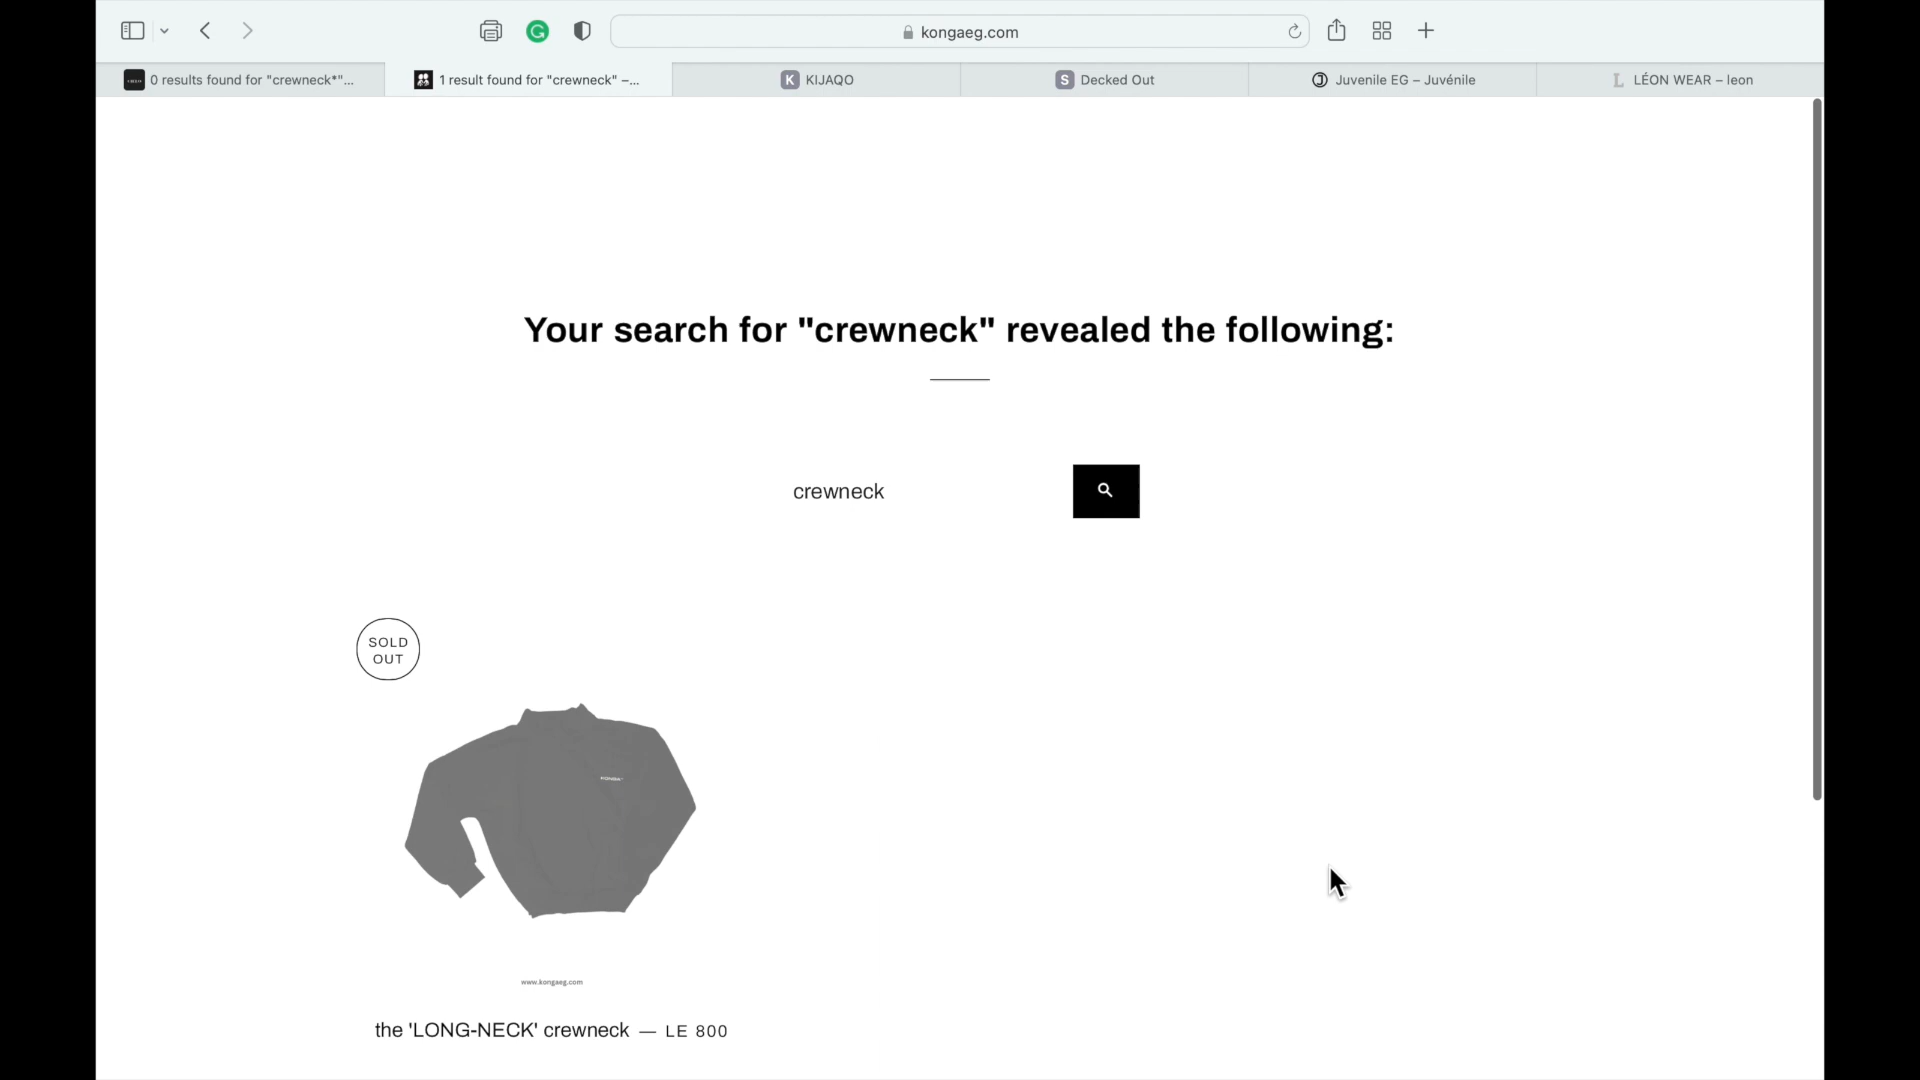 kongaeg.com
0 results found for "crewneck*"...
1 result found for "crewneck" –...
K KIJAQO
S Decked Out
J Juvenile EG – Juvénile
L LÉON WEAR – leon
Your search for "crewneck" revealed the following:
crewneck
SOLD
OUT
KONGA
www.kongaeg.com
the 'LONG-NECK' crewneck — LE 800